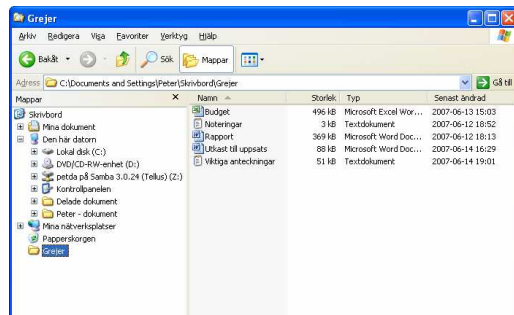 Grejer
Arkiv Redigera Visa Favoriter Verktyg Hjälp
Bakåt Sök Mappar
Adress C:\Documents and Settings\Peter\Skrivbord\Grejer Gå till
Mappar
Skrivbord
Mina dokument
Den här datorn
Lokal disk (C:)
DVD/CD-RW-enhet (D:)
petda på Samba 3.0.24 (Tellus) (Z:)
Kontrollpanelen
Delade dokument
Peter - dokument
Mina nätverksplatser
Papperskorgen
Grejer
Namn Storlek Typ Senast ändrad
Budget 496 kB Microsoft Excel Wor... 2007-06-13 15:03
Noteringar 3 kB Textdokument 2007-06-12 18:52
Rapport 369 kB Microsoft Word Doc... 2007-06-12 18:13
Utkast till uppsats 88 kB Microsoft Word Doc... 2007-06-14 16:29
Viktiga anteckningar 51 kB Textdokument 2007-06-14 19:01